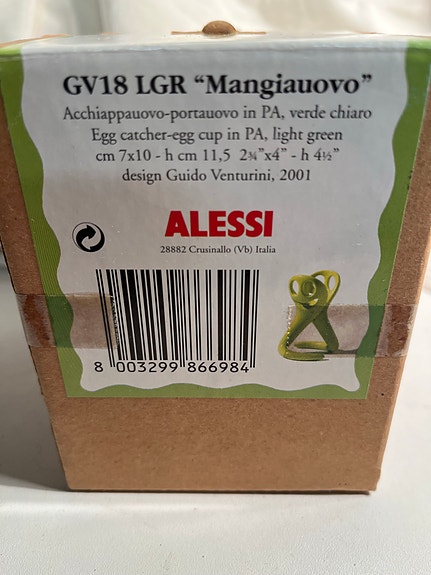 GV18 LGR “Mangiauovo”
Acchiappauovo-portauovo in PA, verde chiaro
Egg catcher-egg cup in PA, light green
cm 7x10 - h cm 11,5 2¾"x4" - h 4½"
design Guido Venturini, 2001
ALESSI
28882 Crusinallo (Vb) Italia
8 003299 866984